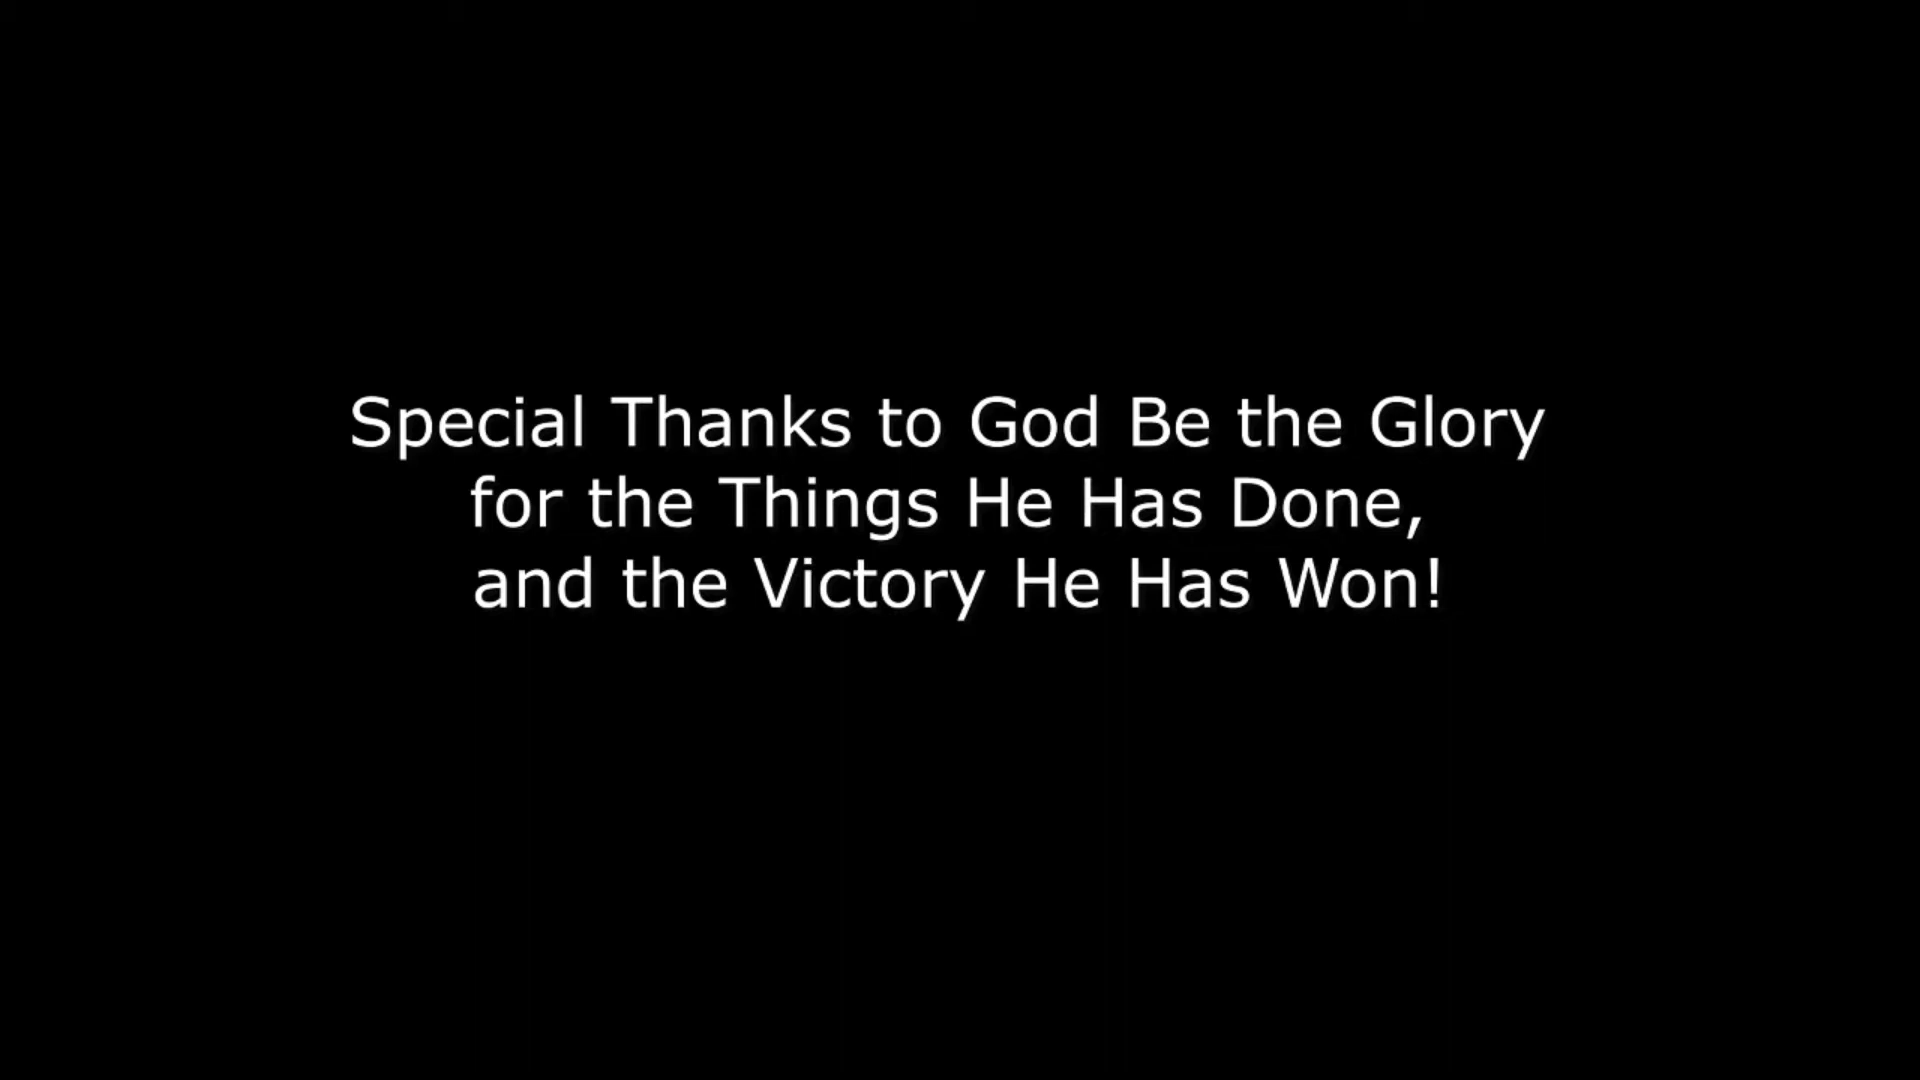 Special Thanks to God Be the Glory
for the Things He Has Done,
and the Victory He Has Won!